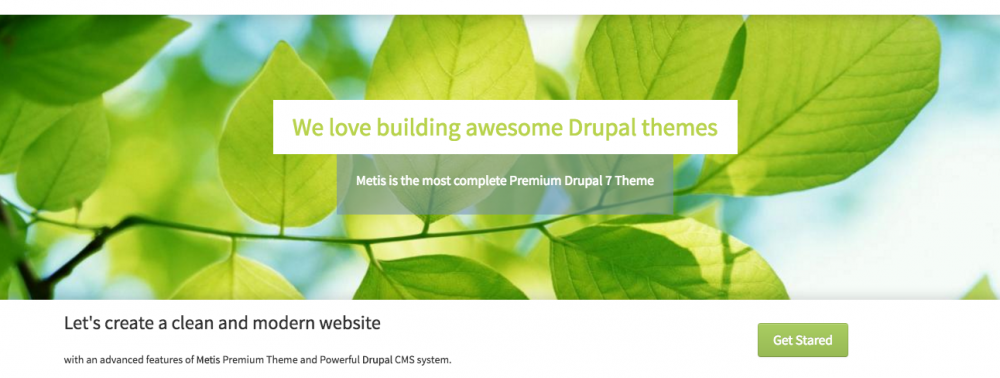 We love building awesome Drupal themes
Metis is the most complete Premium Drupal 7 Theme
Let's create a clean and modern website
Get Stared
with an advanced features of Metis Premium Theme and Powerful Drupal CMS system.